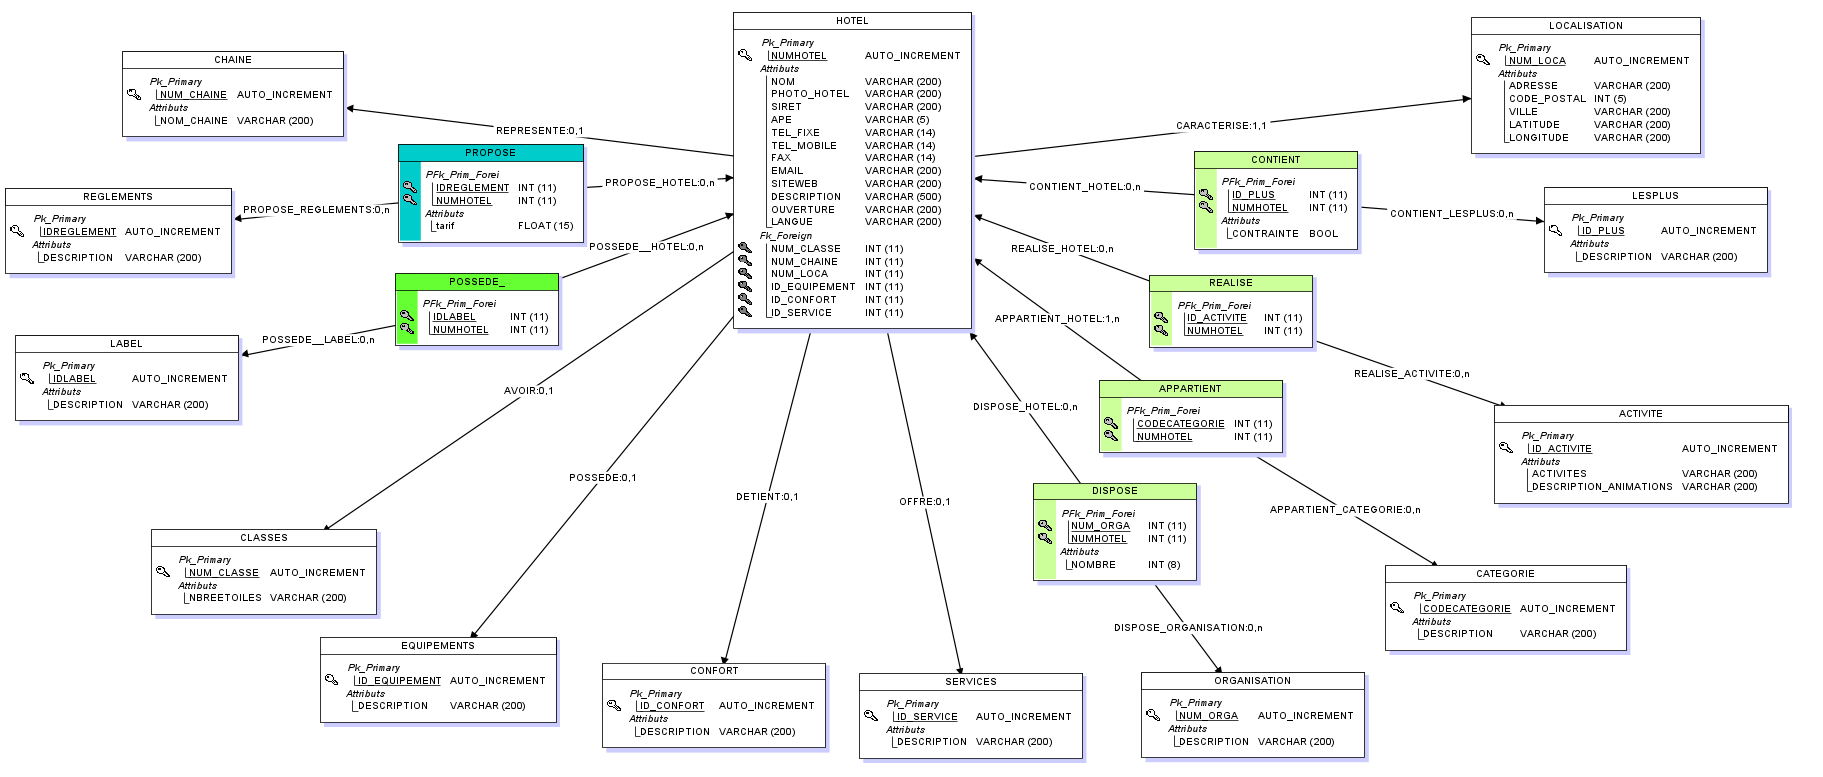 HOTEL
Pk_Primary
NUMHOTEL AUTO_INCREMENT
Attributs
NOM VARCHAR (200)
PHOTO_HOTEL VARCHAR (200)
SIRET VARCHAR (200)
APE VARCHAR (5)
TEL_FIXE VARCHAR (14)
TEL_MOBILE VARCHAR (14)
FAX VARCHAR (14)
EMAIL VARCHAR (200)
SITEWEB VARCHAR (200)
DESCRIPTION VARCHAR (500)
OUVERTURE VARCHAR (200)
LANGUE VARCHAR (200)
Fk_Foreign
NUM_CLASSE INT (11)
NUM_CHAINE INT (11)
NUM_LOCA INT (11)
ID_EQUIPEMENT INT (11)
ID_CONFORT INT (11)
ID_SERVICE INT (11)
LOCALISATION
Pk_Primary
NUM_LOCA AUTO_INCREMENT
Attributs
ADRESSE VARCHAR (200)
CODE_POSTAL INT (5)
VILLE VARCHAR (200)
LATITUDE VARCHAR (200)
LONGITUDE VARCHAR (200)
CHAINE
Pk_Primary
NUM_CHAINE AUTO_INCREMENT
Attributs
NOM_CHAINE VARCHAR (200)
REPRESENTE:0,1
CARACTERISE:1,1
PROPOSE
PFk_Prim_Forei
IDREGLEMENT INT (11)
NUMHOTEL INT (11)
Attributs
tarif FLOAT (15)
PROPOSE_HOTEL:0,n
PROPOSE_REGLEMENTS:0,n
REGLEMENTS
Pk_Primary
IDREGLEMENT AUTO_INCREMENT
Attributs
DESCRIPTION VARCHAR (200)
CONTIENT
PFk_Prim_Forei
ID_PLUS INT (11)
NUMHOTEL INT (11)
Attributs
CONTRAINTE BOOL
CONTIENT_HOTEL:0,n
CONTIENT_LESPLUS:0,n
LESPLUS
Pk_Primary
ID_PLUS AUTO_INCREMENT
Attributs
DESCRIPTION VARCHAR (200)
POSSEDE__HOTEL:0,n
POSSEDE_
PFk_Prim_Forei
IDLABEL INT (11)
NUMHOTEL INT (11)
POSSEDE__LABEL:0,n
LABEL
Pk_Primary
IDLABEL AUTO_INCREMENT
Attributs
DESCRIPTION VARCHAR (200)
REALISE_HOTEL:0,n
REALISE
PFk_Prim_Forei
ID_ACTIVITE INT (11)
NUMHOTEL INT (11)
REALISE_ACTIVITE:0,n
ACTIVITE
Pk_Primary
ID_ACTIVITE AUTO_INCREMENT
Attributs
ACTIVITES VARCHAR (200)
DESCRIPTION_ANIMATIONS VARCHAR (200)
APPARTIENT_HOTEL:1,n
APPARTIENT
PFk_Prim_Forei
CODECATEGORIE INT (11)
NUMHOTEL INT (11)
APPARTIENT_CATEGORIE:0,n
CATEGORIE
Pk_Primary
CODECATEGORIE AUTO_INCREMENT
Attributs
DESCRIPTION VARCHAR (200)
DISPOSE_HOTEL:0,n
DISPOSE
PFk_Prim_Forei
NUM_ORGA INT (11)
NUMHOTEL INT (11)
Attributs
NOMBRE INT (8)
DISPOSE_ORGANISATION:0,n
ORGANISATION
Pk_Primary
NUM_ORGA AUTO_INCREMENT
Attributs
DESCRIPTION VARCHAR (200)
AVOIR:0,1
POSSEDE:0,1
DETIENT:0,1
OFFRE:0,1
CLASSES
Pk_Primary
NUM_CLASSE AUTO_INCREMENT
Attributs
NBREETOILES VARCHAR (200)
EQUIPEMENTS
Pk_Primary
ID_EQUIPEMENT AUTO_INCREMENT
Attributs
DESCRIPTION VARCHAR (200)
CONFORT
Pk_Primary
ID_CONFORT AUTO_INCREMENT
Attributs
DESCRIPTION VARCHAR (200)
SERVICES
Pk_Primary
ID_SERVICE AUTO_INCREMENT
Attributs
DESCRIPTION VARCHAR (200)